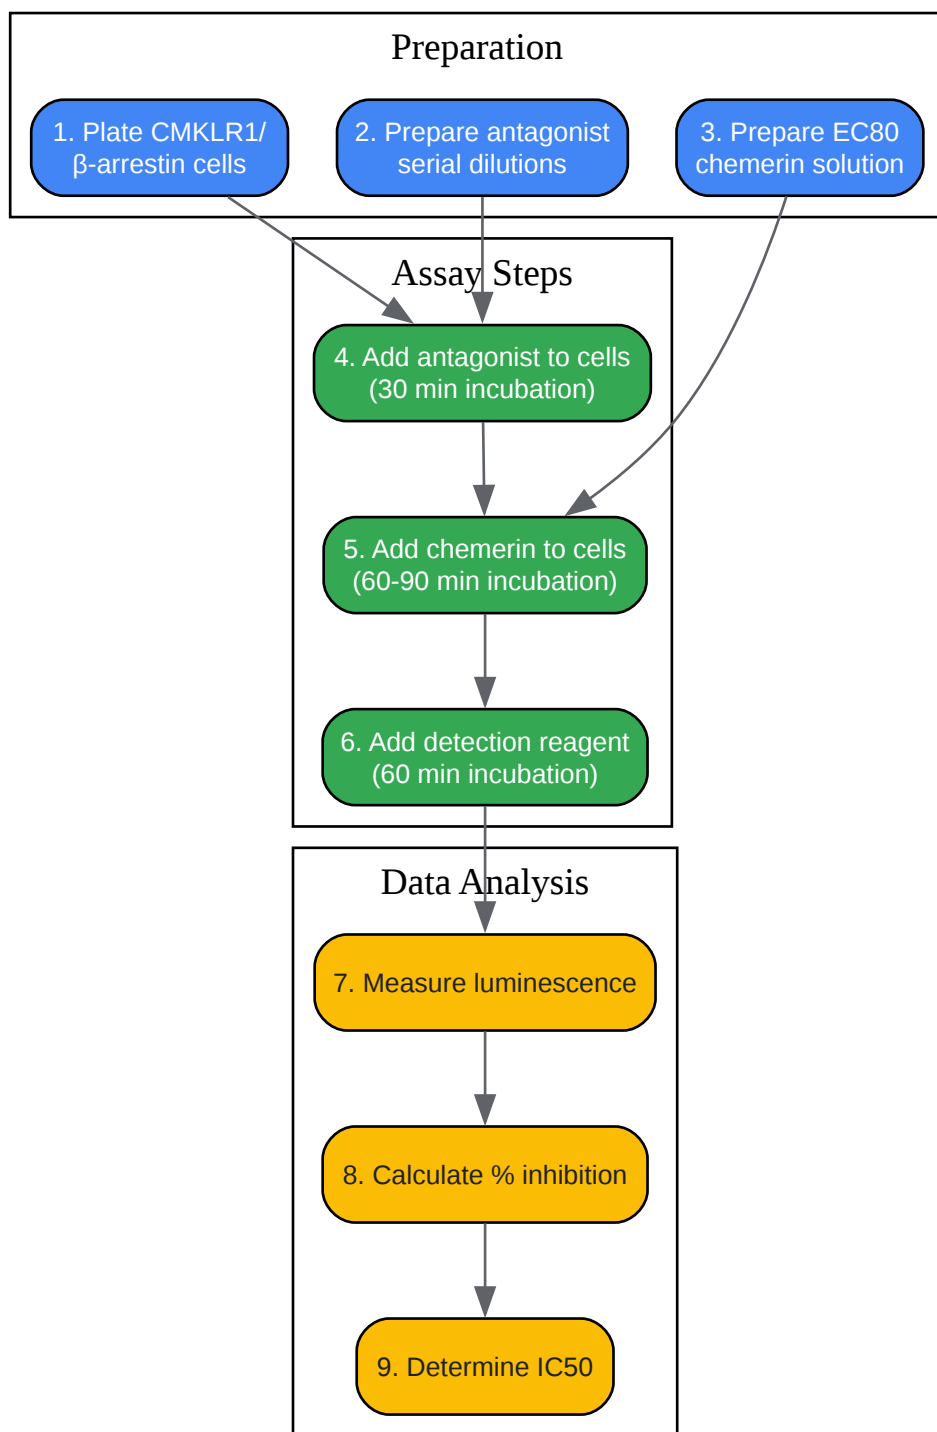 Preparation
1. Plate CMKLR1/
β-arrestin cells
2. Prepare antagonist
serial dilutions
3. Prepare EC80
chemerin solution
Assay Steps
4. Add antagonist to cells
(30 min incubation)
5. Add chemerin to cells
(60-90 min incubation)
6. Add detection reagent
(60 min incubation)
Data Analysis
7. Measure luminescence
8. Calculate % inhibition
9. Determine IC50